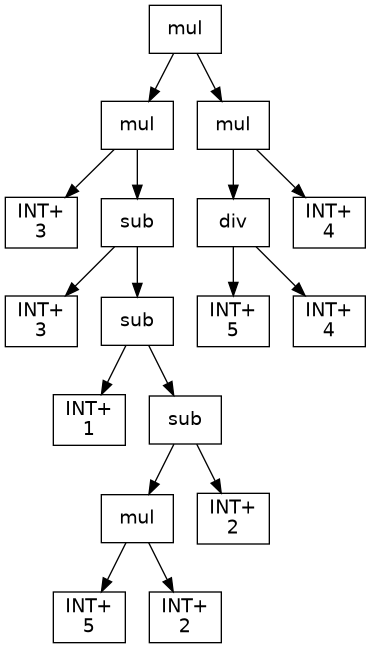 mul
mul
mul
INT+
3
sub
div
INT+
4
INT+
3
sub
INT+
5
INT+
4
INT+
1
sub
mul
INT+
2
INT+
5
INT+
2